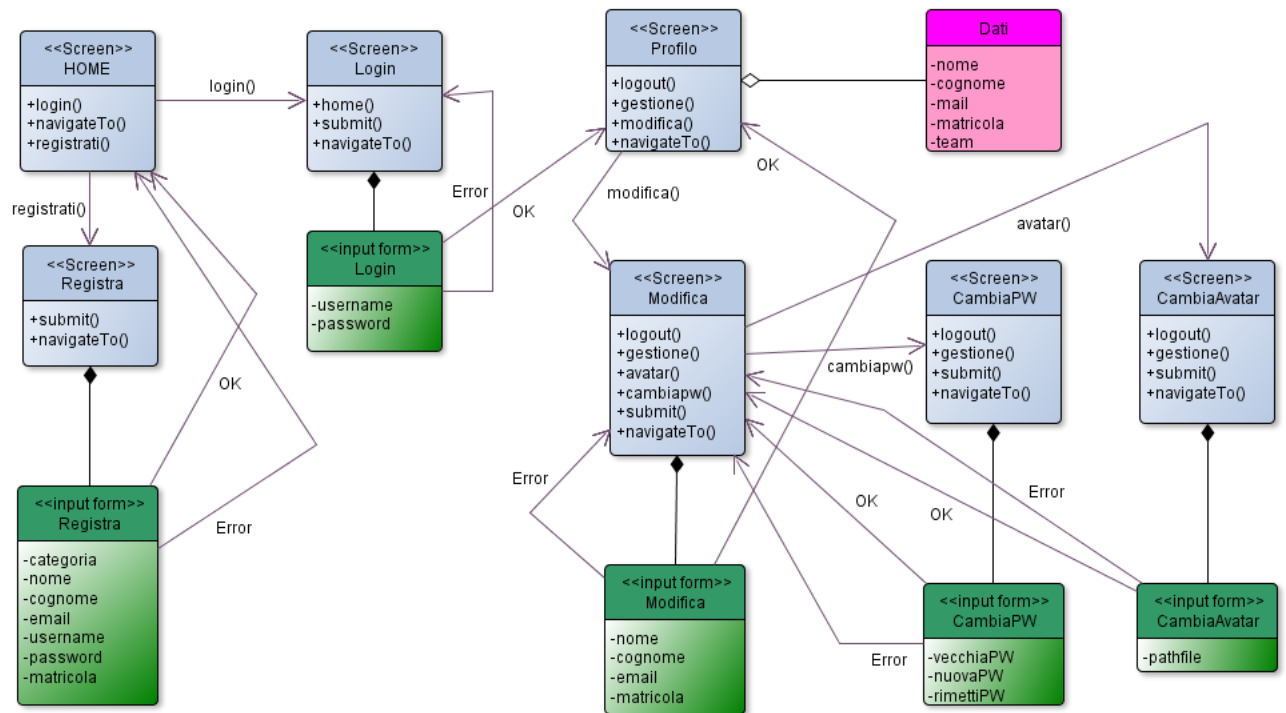 <<Screen>>
HOME
+login()
+navigateTo()
+registrati()
login()
<<Screen>>
Login
+home()
+submit()
+navigateTo()
<<Screen>>
Profilo
+logout()
+gestione()
+modifica()
+navigateTo()
Dati
-nome
-cognome
-mail
-matricola
-team
registrati()
Error
OK
modifica()
OK
avatar()
<<Screen>>
Registra
+submit()
+navigateTo()
<<input form>>
Login
-username
-password
<<Screen>>
Modifica
+logout()
+gestione()
+avatar()
+cambiapw()
+submit()
+navigateTo()
cambiapw()
<<Screen>>
CambiaPW
+logout()
+gestione()
+submit()
+navigateTo()
<<Screen>>
CambiaAvatar
+logout()
+gestione()
+submit()
+navigateTo()
OK
Error
Error
OK
OK
Error
<<input form>>
Registra
-categoria
-nome
-cognome
-email
-username
-password
-matricola
<<input form>>
Modifica
-nome
-cognome
-email
-matricola
Error
<<input form>>
CambiaPW
-vecchiaPW
-nuovaPW
-rimettiPW
<<input form>>
CambiaAvatar
-pathfile